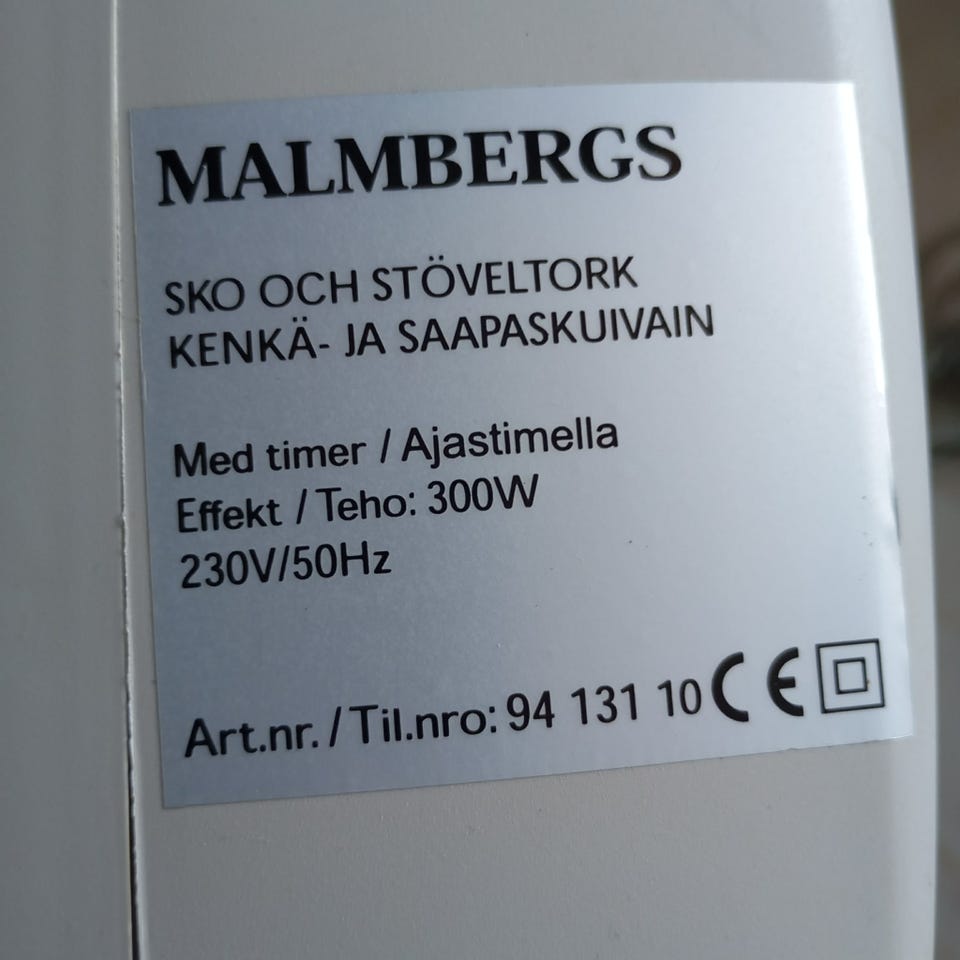 MALMBERGS
SKO OCH STÖVELTORK
KENKÄ- JA SAAPASKUIVAIN
Med timer / Ajastimella
Effekt / Teho: 300W
230V/50Hz
Art.nr. / Til.nro: 94 131 10 CE